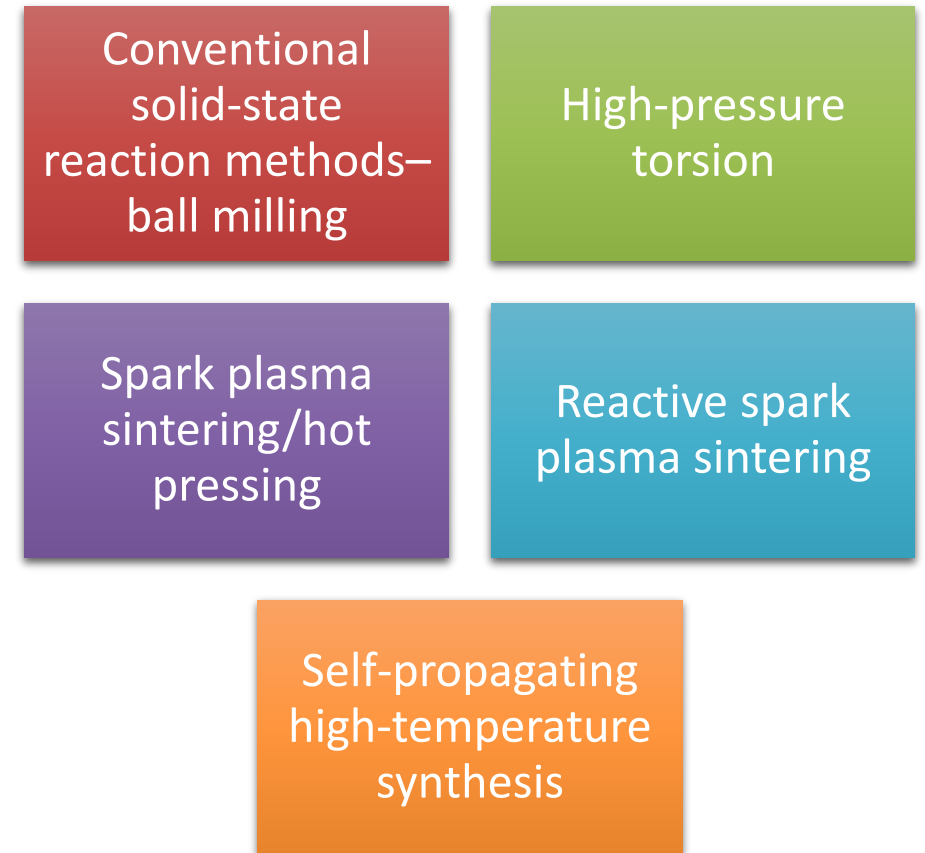 Conventional
solid-state
reaction methods–
ball milling
High-pressure
torsion
Spark plasma
sintering/hot
pressing
Reactive spark
plasma sintering
Self-propagating
high-temperature
synthesis